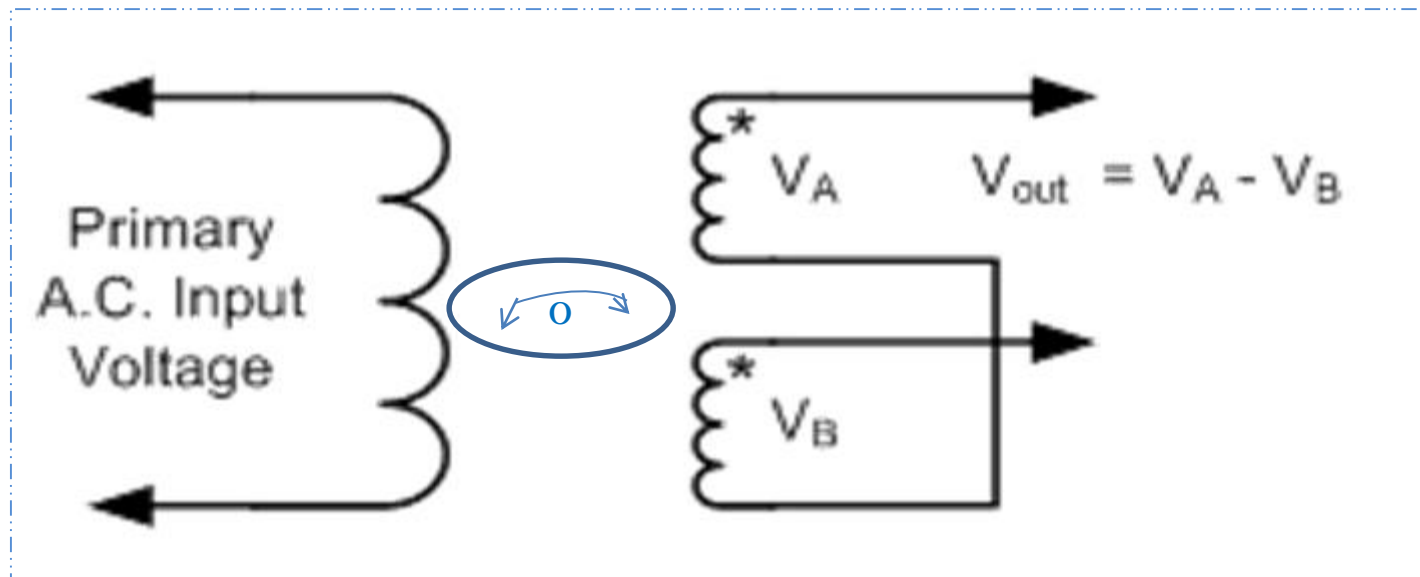 Primary
A.C. Input
Voltage
O
*
VA
Vout = VA - VB
*
VB